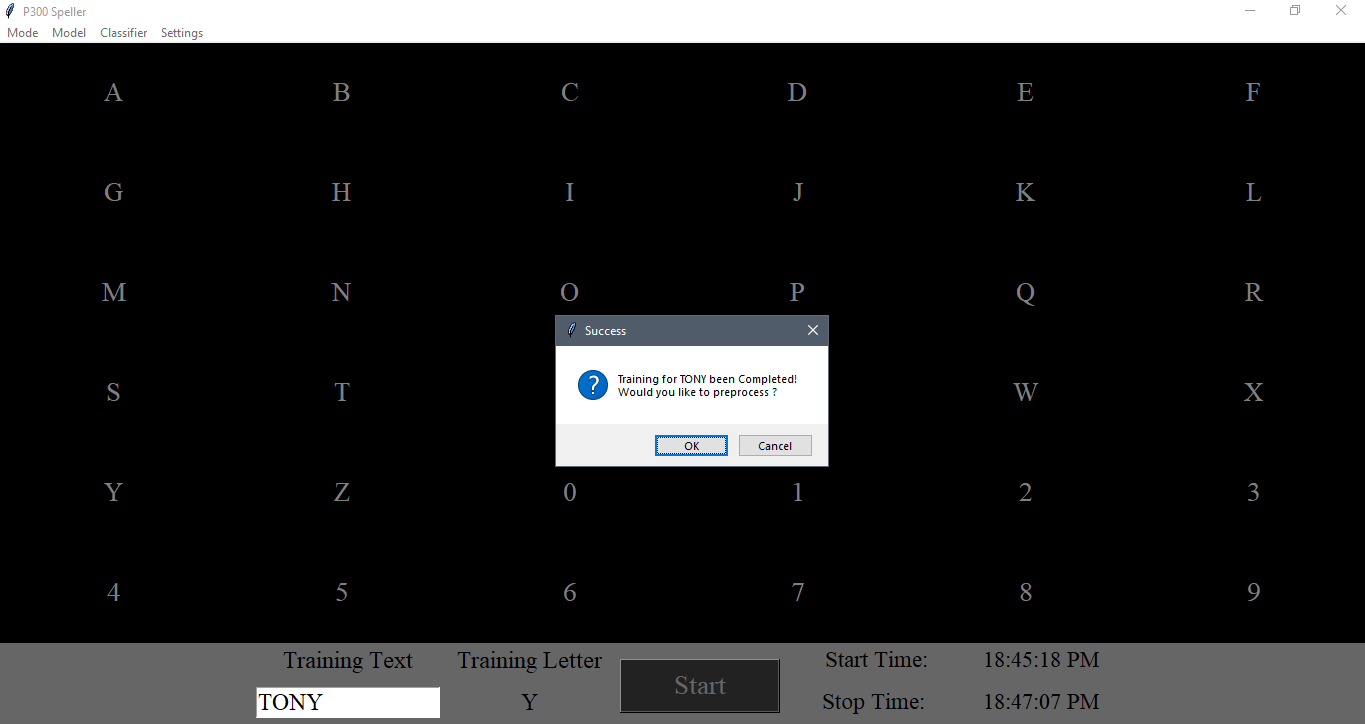 P300 Speller
Mode Model Classifier Settings
A B C D E F
G H I J K L
M N O P Q R
Success
Training for TONY been Completed!
Would you like to preprocess ?
S T W X
OK Cancel
Y Z 0 1 2 3
4 5 6 7 8 9
Training Text Training Letter Start Start Time: 18:45:18 PM
TONY Y Stop Time: 18:47:07 PM